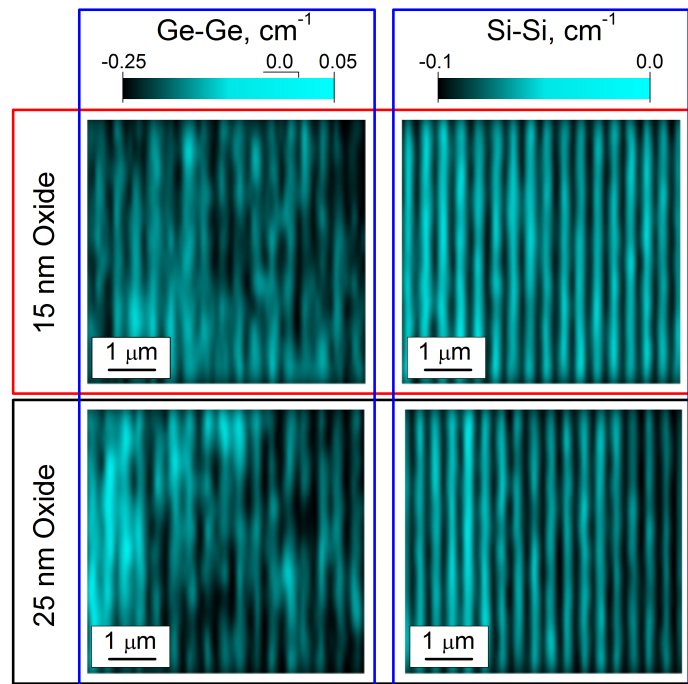 Ge-Ge, cm⁻¹
-0.25 0.0 0.05
Si-Si, cm⁻¹
-0.1 0.0
15 nm Oxide
1 μm
1 μm
25 nm Oxide
1 μm
1 μm